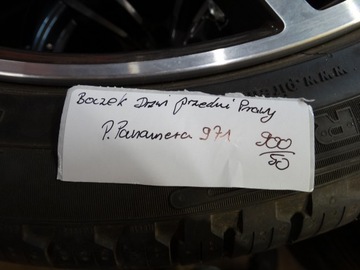 Boczek Drzwi przedni Prawy
P. Panamera 971
900
50